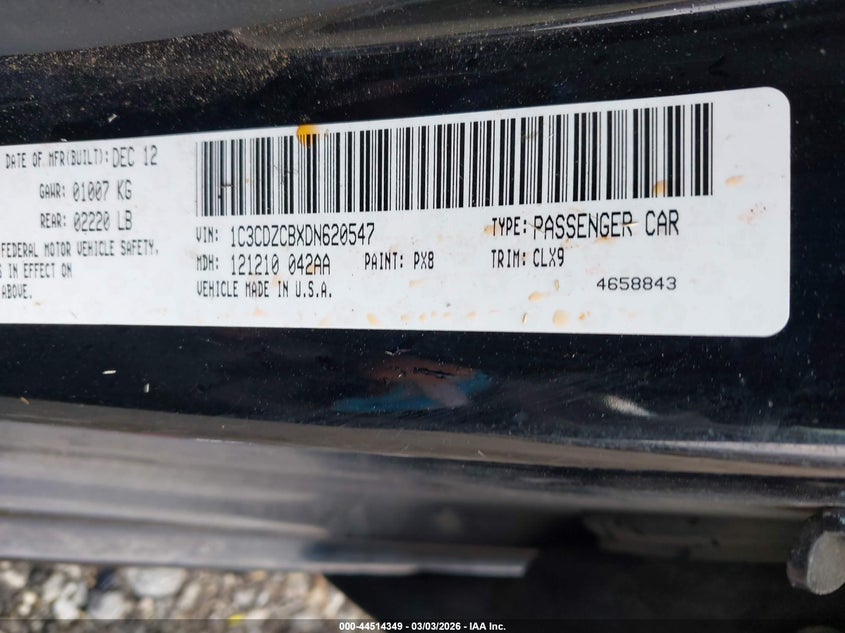 DATE OF MFR(BUILT): DEC 12
GAWR: 01007 KG
REAR: 02220 LB
FEDERAL MOTOR VEHICLE SAFETY,
IN EFFECT ON
ABOVE.
VIN: 1C3CDZCBXDN620547
TYPE: PASSENGER CAR
MDH: 121210 042AA
PAINT: PX8
TRIM: CLX9
VEHICLE MADE IN U.S.A.
4658843
000-44514349 - 03/03/2026 - IAA Inc.